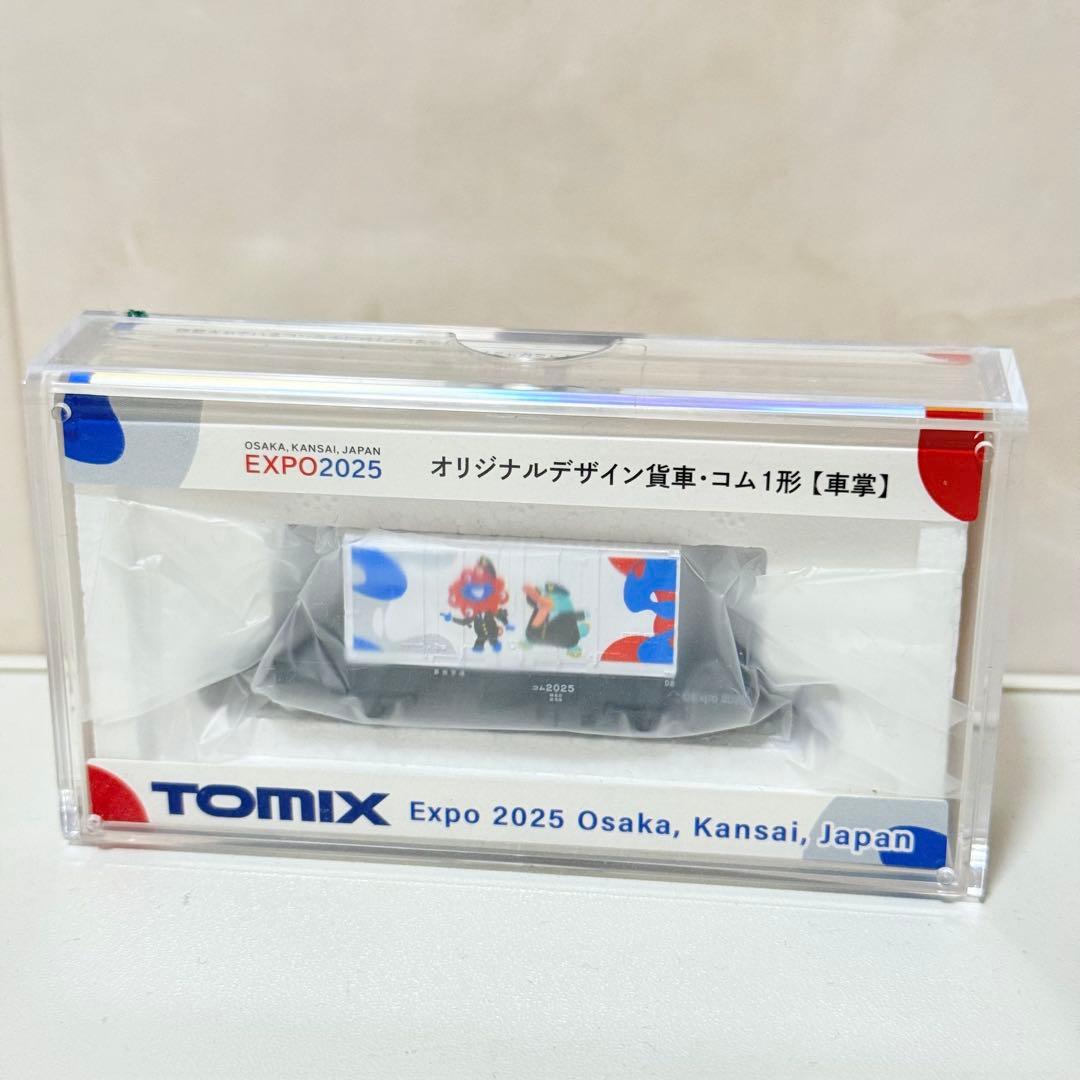 OSAKA, KANSAI, JAPAN
EXPO2025
オリジナルデザイン貨車・コム1形【車掌】
コム2025
TOMIX
Expo 2025 Osaka, Kansai, Japan